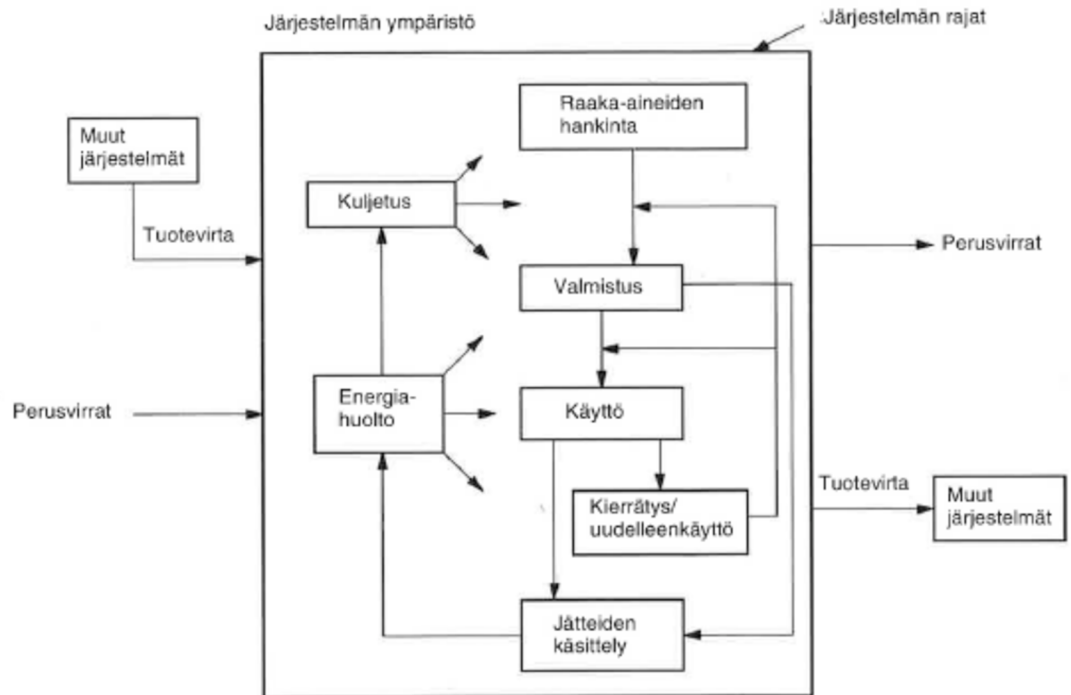 Järjestelmän ympäristö
Järjestelmän rajat
Raaka-aineiden
hankinta
Muut
järjestelmät
Kuljetus
Tuotevirta
Perusvirrat
Valmistus
Energia-
huolto
Käyttö
Perusvirrat
Tuotevirta
Muut
järjestelmät
Kierrätys/
uudelleenkäyttö
Jätteiden
käsittely